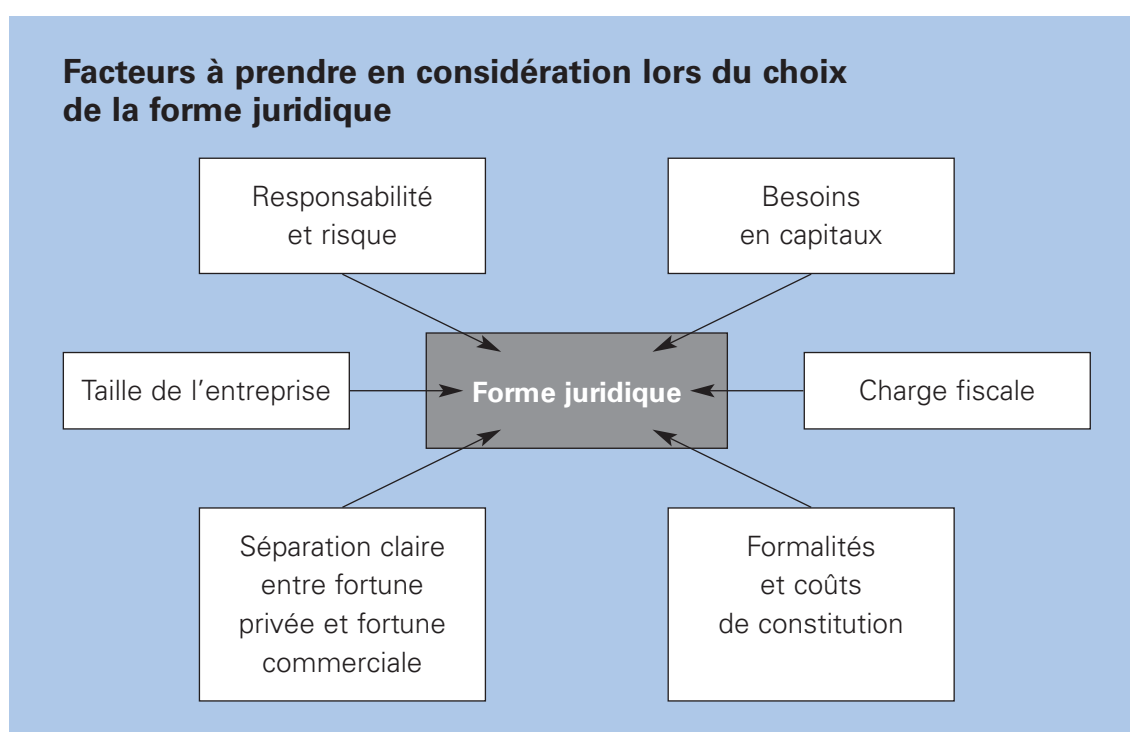 Facteurs à prendre en considération lors du choix
de la forme juridique
Responsabilité
et risque
Besoins
en capitaux
Taille de l’entreprise
Forme juridique
Charge fiscale
Séparation claire
entre fortune
privée et fortune
commerciale
Formalités
et coûts
de constitution